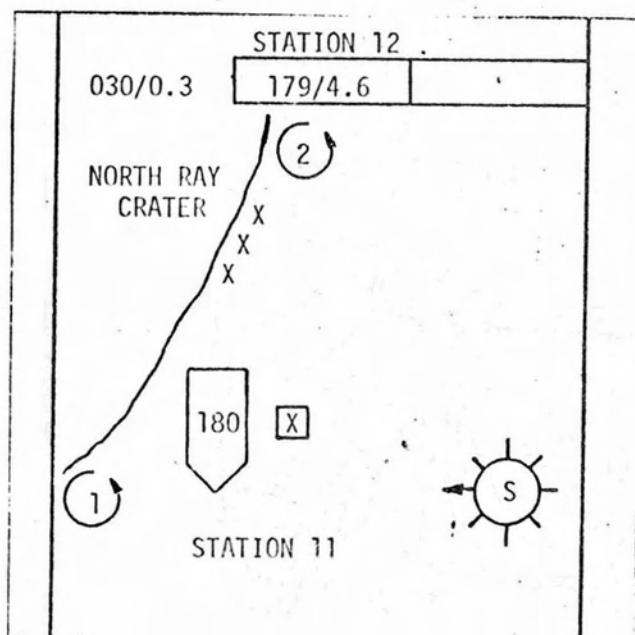 STATION 12
030/0.3 179/4.6
2
NORTH RAY
CRATER
X
X
X
180 X
S
1
STATION 11